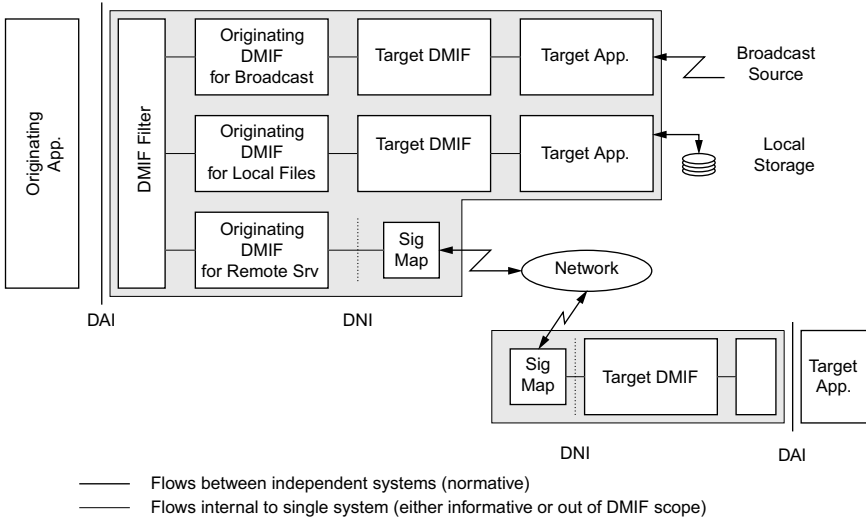 Originating
App.
DMIF Filter
Originating
DMIF
for Broadcast
Target DMIF
Target App.
Broadcast
Source
Originating
DMIF
for Local Files
Target DMIF
Target App.
Local
Storage
Originating
DMIF
for Remote Srv
Sig
Map
Network
DAI
DNI
Sig
Map
Target DMIF
Target
App.
DNI
DAI
Flows between independent systems (normative)
Flows internal to single system (either informative or out of DMIF scope)